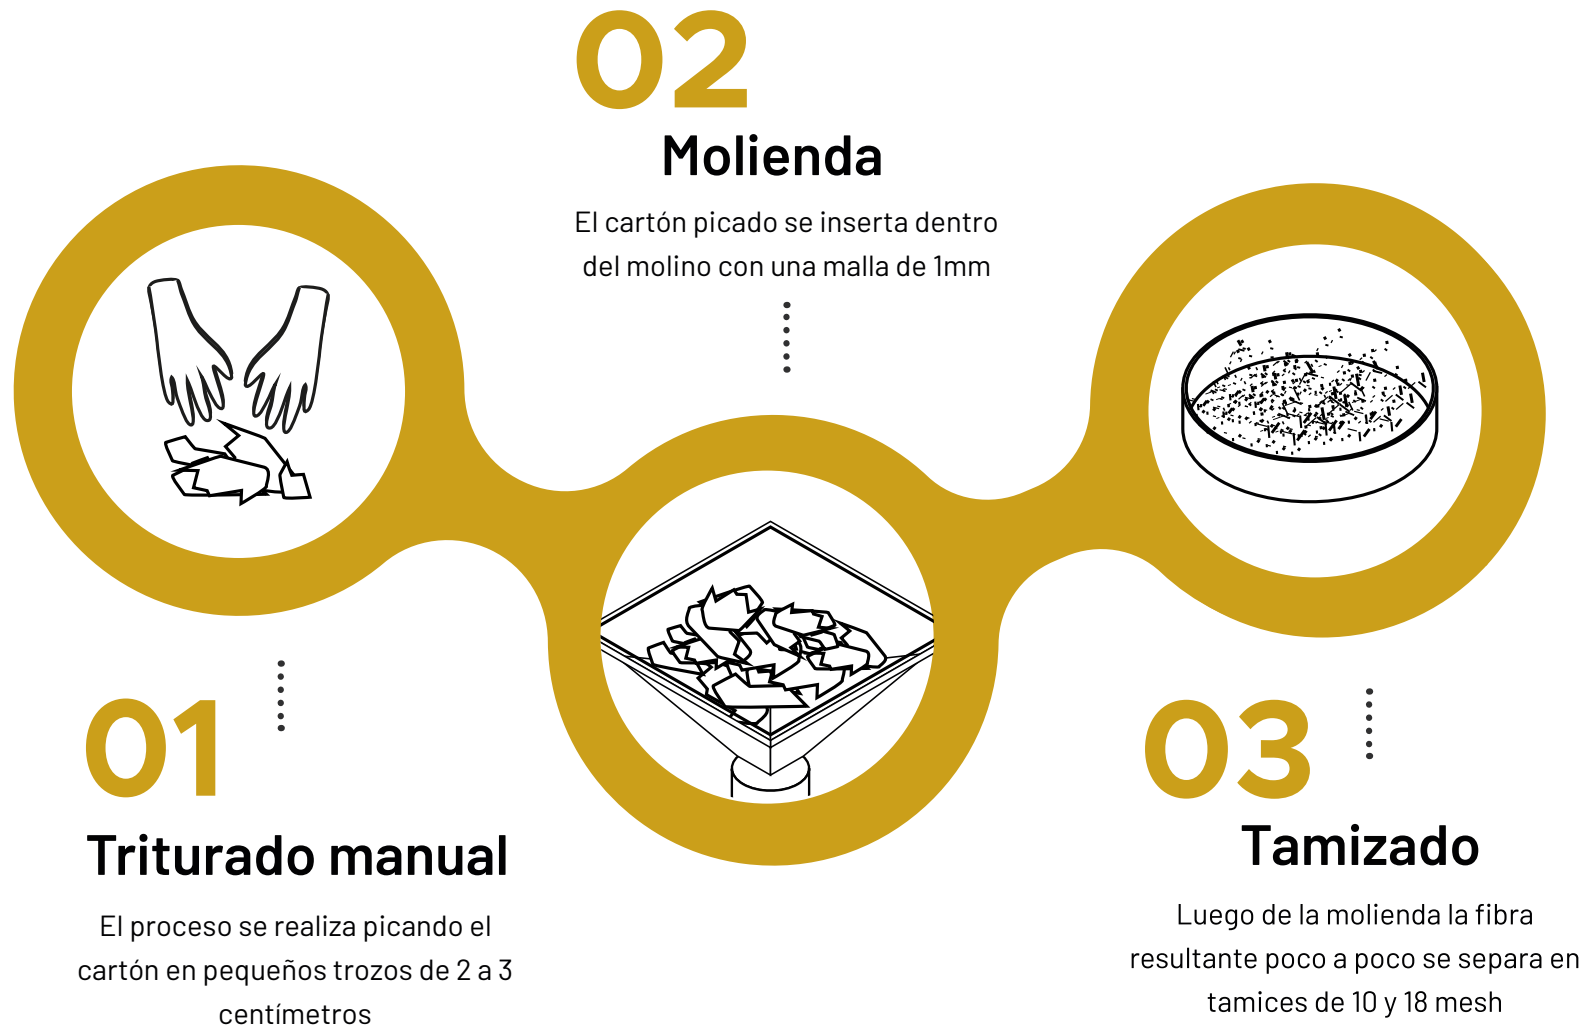 01
Triturado manual
El proceso se realiza picando el
cartón en pequeños trozos de 2 a 3
centímetros
02
Molienda
El cartón picado se inserta dentro
del molino con una malla de 1mm
03
Tamizado
Luego de la molienda la fibra
resultante poco a poco se separa en
tamices de 10 y 18 mesh